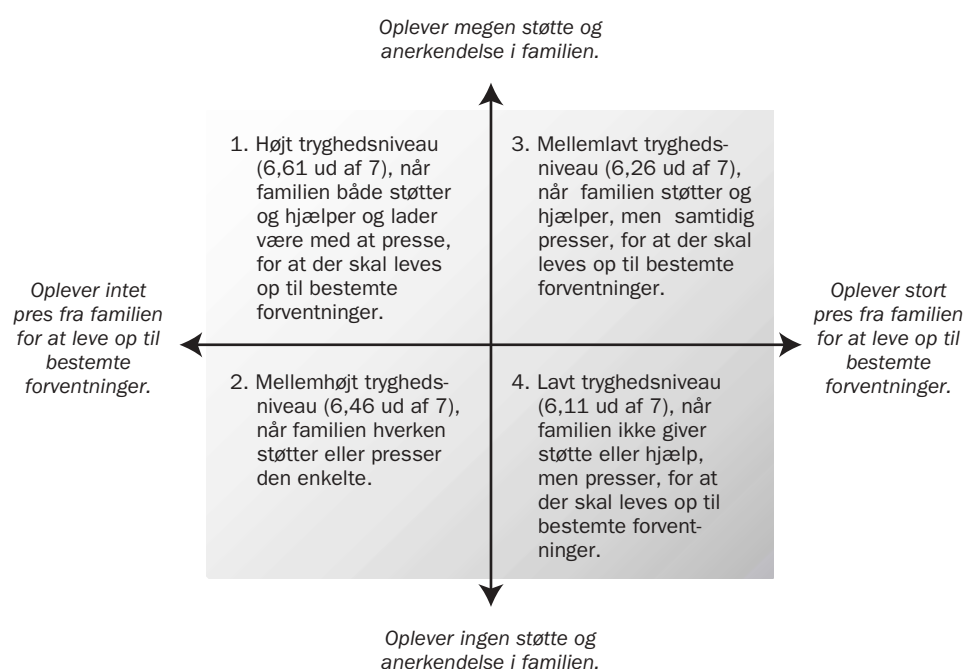 Oplever megen støtte og
anerkendelse i familien.
1. Højt tryghedsniveau
(6,61 ud af 7), når
familien både støtter
og hjælper og lader
være med at presse,
for at der skal leves
op til bestemte
forventninger.
3. Mellemlavt trygheds-
niveau (6,26 ud af 7),
når familien støtter og
hjælper, men samtidig
presser, for at der skal
leves op til bestemte
forventninger.
Oplever intet
pres fra familien
for at leve op til
bestemte
forventninger.
Oplever stort
pres fra familien
for at leve op til
bestemte
forventninger.
2. Mellemhøjt trygheds-
niveau (6,46 ud af 7),
når familien hverken
støtter eller presser
den enkelte.
4. Lavt tryghedsniveau
(6,11 ud af 7), når
familien ikke giver
støtte eller hjælp,
men presser, for at
der skal leves op til
bestemte forvent-
ninger.
Oplever ingen støtte og
anerkendelse i familien.